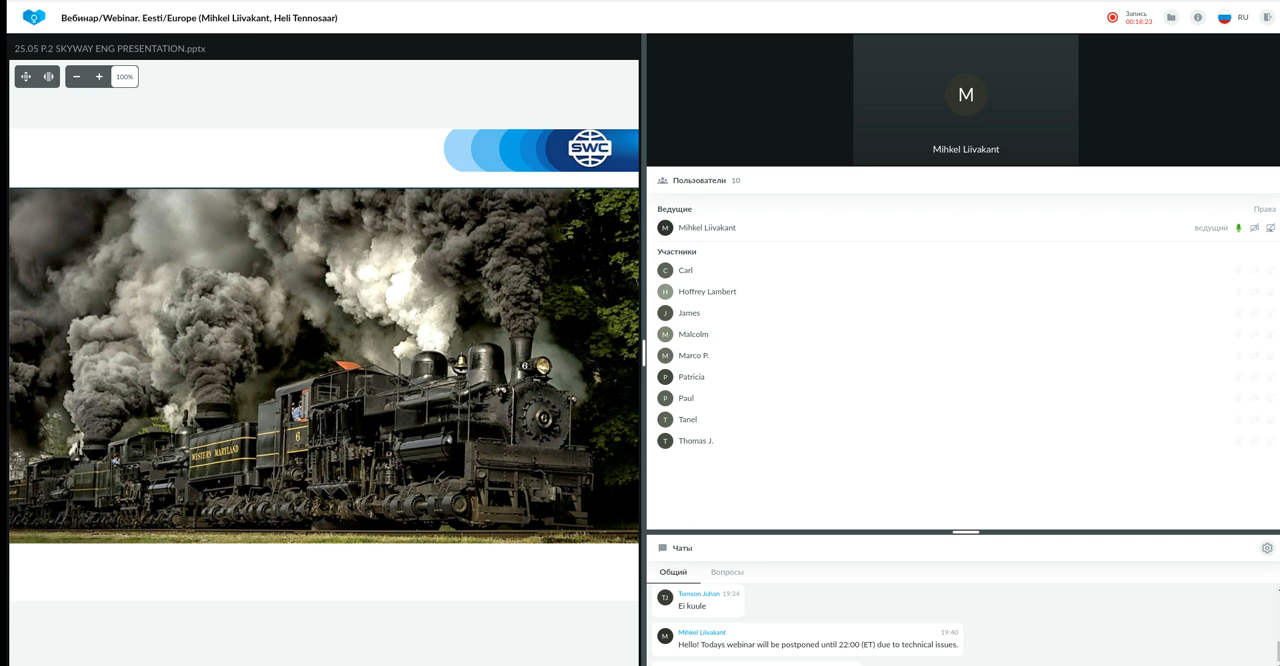 Вебинар/Webinar. Eesti/Europe (Mihkel Liivakant, Heli Tennosaar)
Запись
00:18:23
RU
25.05 P.2 SKYWAY ENG PRESENTATION.pptx
100%
SWC
6
6
6
WESTERN MARYLAND
M
Mihkel Liivakant
Пользователи 10
Ведущие
Права
M Mihkel Liivakant
ведущий
Участники
C Carl
H Hoffrey Lambert
J James
M Malcolm
M Marco P.
P Patricia
P Paul
T Tanel
T Thomas J.
Чаты
Общий Вопросы
TJ Tomson Juhan 19:34
Ei kuule
M Mihkel Liivakant 19:40
Hello! Todays webinar will be postponed until 22:00 (ET) due to technical issues.